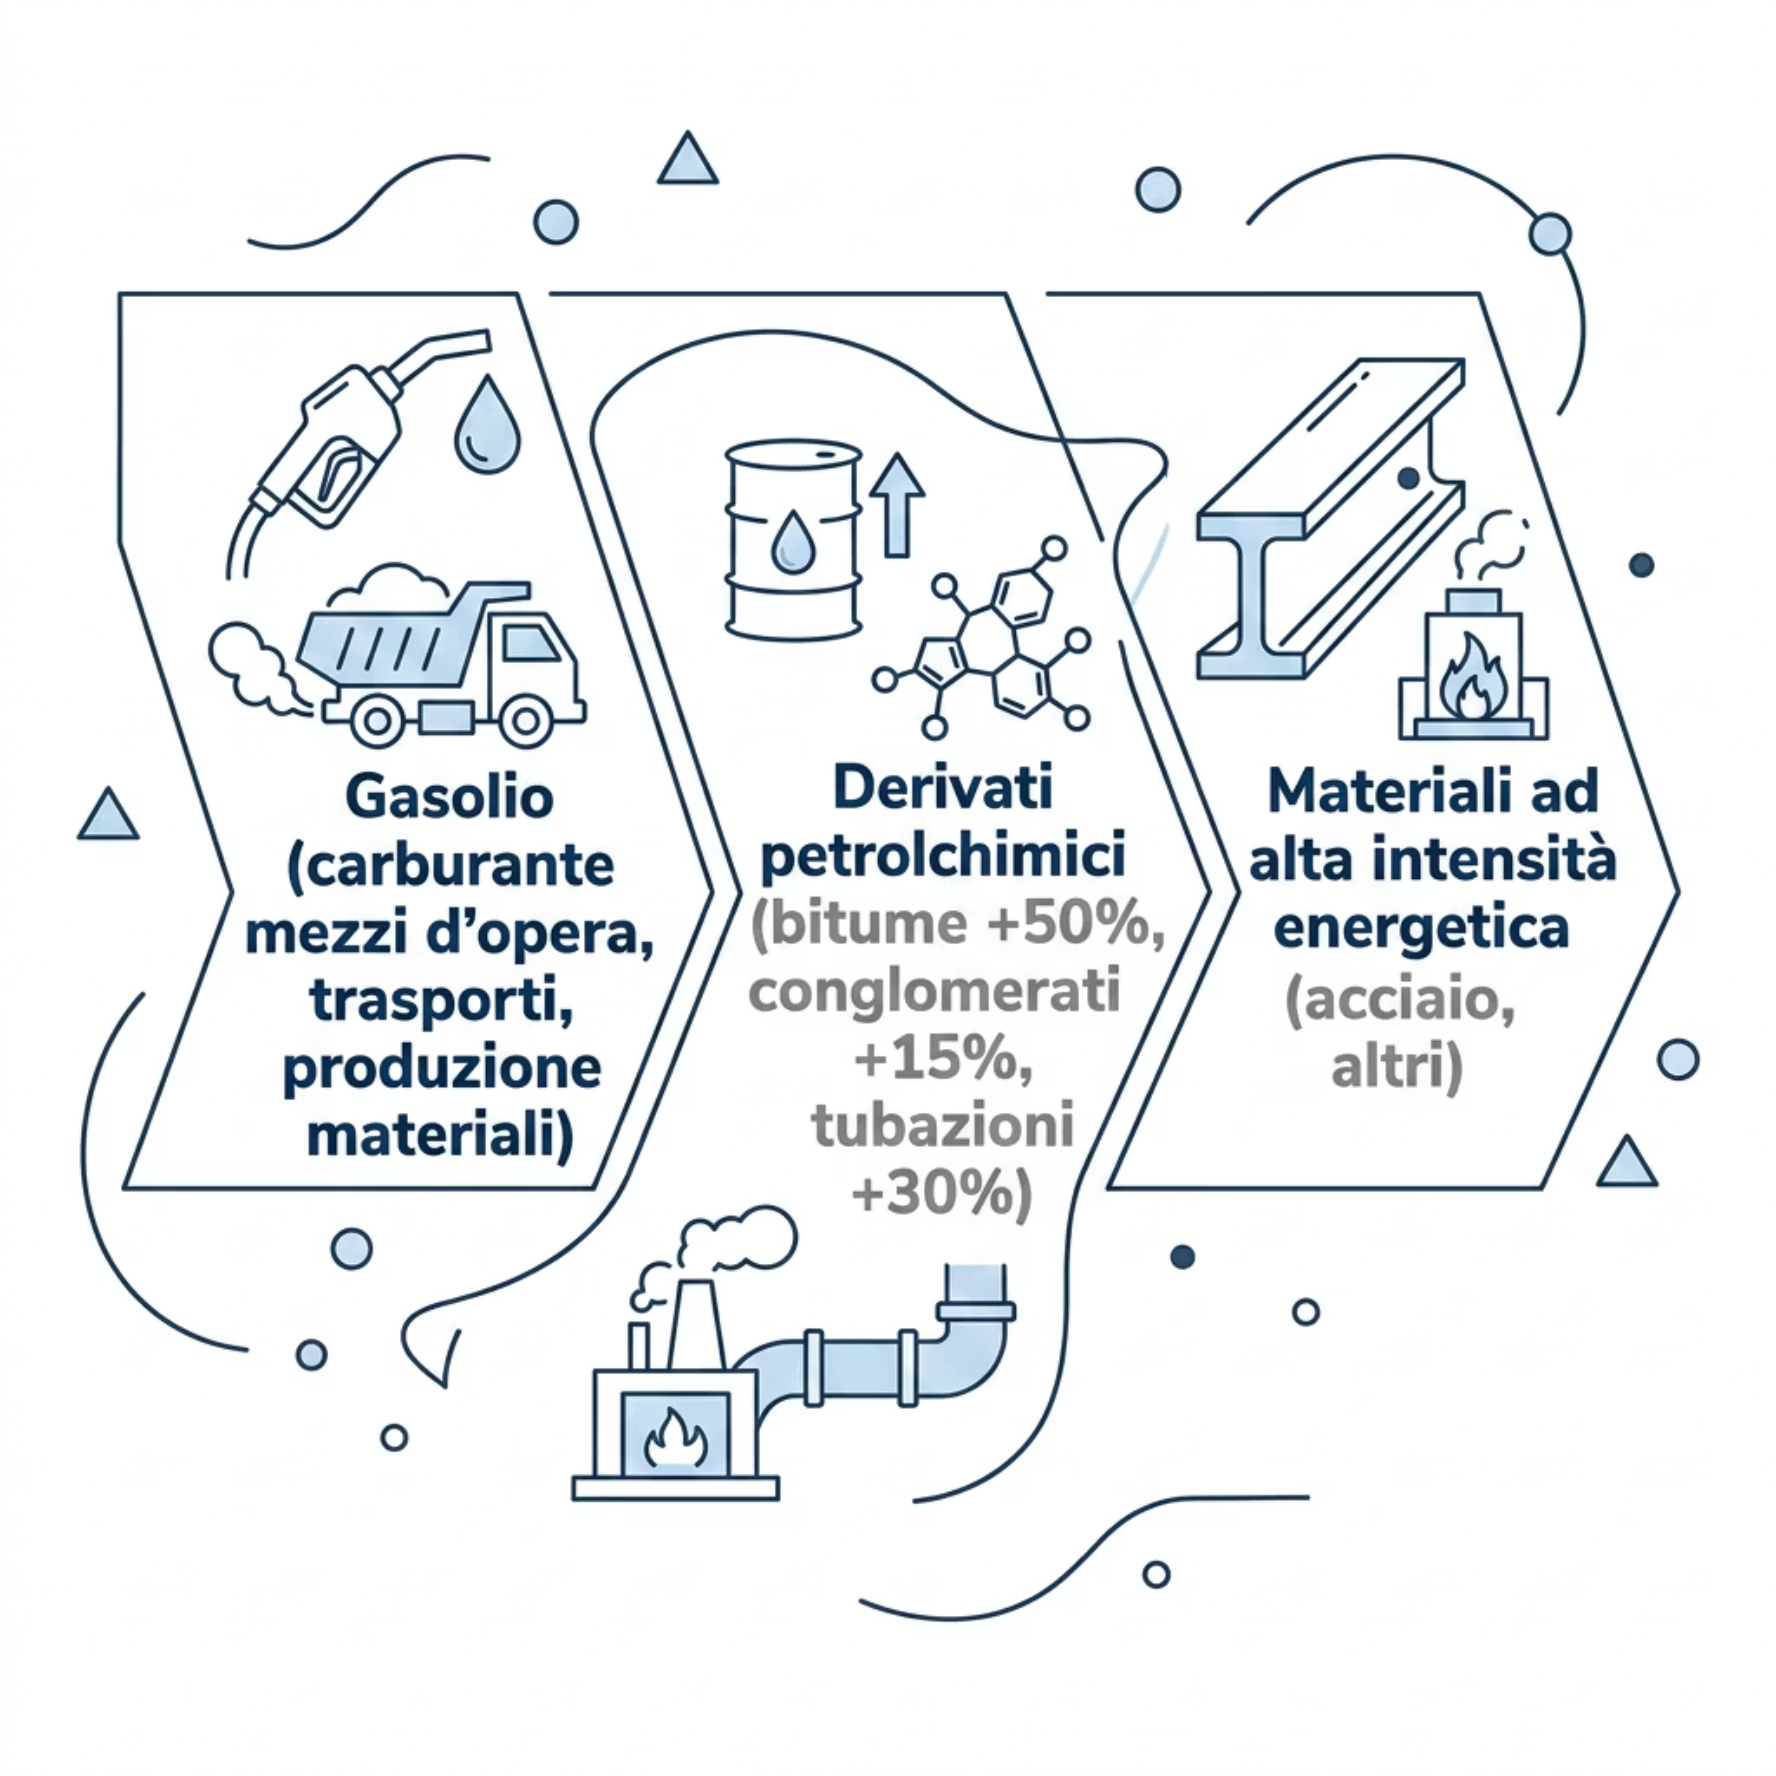 Gasolio
(carburante
mezzi d’opera,
trasporti,
produzione
materiali)
Derivati
petrolchimici
(bitume +50%,
conglomerati
+15%,
tubazioni
+30%)
Materiali ad
alta intensità
energetica
(acciaio,
altri)